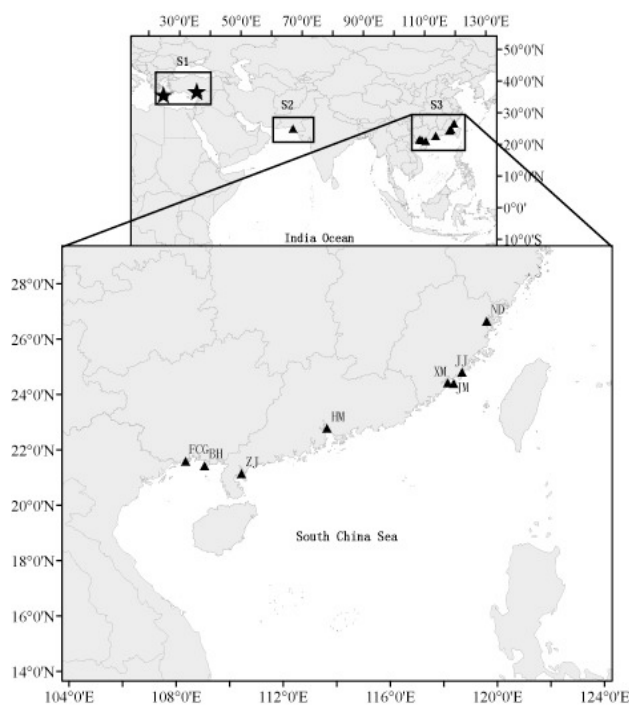 30°0'E 50°0'E 70°0'E 90°0'E 110°0'E 130°0'E
50°0'N
40°0'N
30°0'N
20°0'N
10°0'N
0°0'
10°0'S
S1
S2
S3
India Ocean
28°0'N
26°0'N
24°0'N
22°0'N
20°0'N
18°0'N
16°0'N
14°0'N
ND
JJ
XM
JM
HM
FCG
BH
ZJ
South China Sea
104°0'E 108°0'E 112°0'E 116°0'E 120°0'E 124°0'E